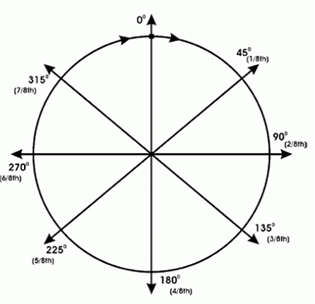 0°
45°
(1/8th)
90°
(2/8th)
135°
(3/8th)
180°
(4/8th)
225°
(5/8th)
270°
(6/8th)
315°
(7/8th)